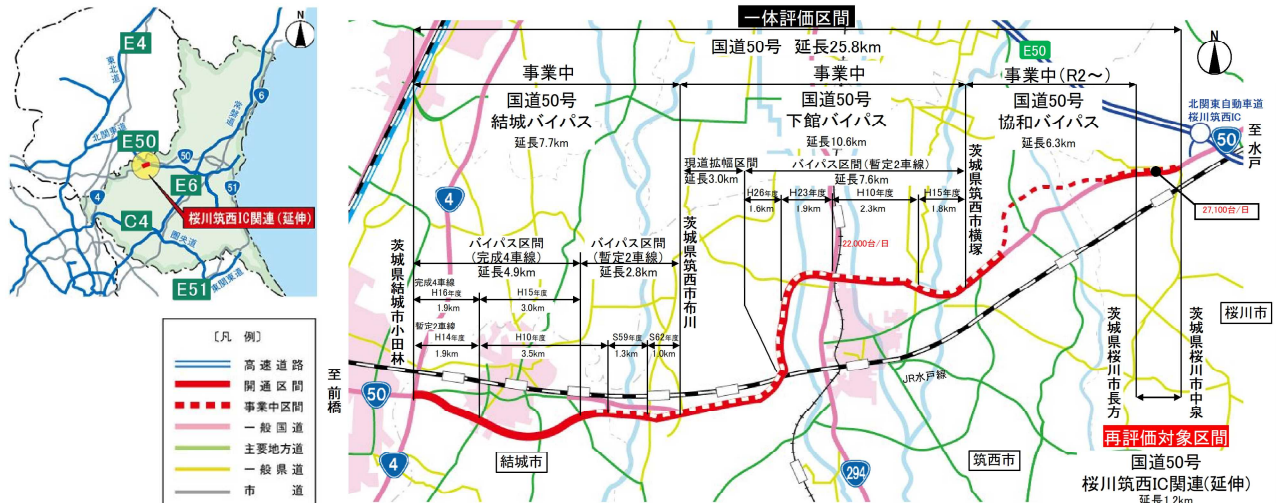 N
E4
東北道
常磐道
6
北関東道
E50
50
E6
51
4
C4
圏央道
東関東道
E51
桜川筑西IC関連(延伸)
〔凡 例〕
高速道路
開通区間
事業中区間
一般国道
主要地方道
一般県道
市 道
一体評価区間
国道50号 延長25.8km
E50
N
事業中
国道50号
結城バイパス
延長7.7km
事業中
国道50号
下館バイパス
延長10.6km
事業中(R2~)
国道50号
協和バイパス
延長6.3km
北関東自動車道
桜川筑西IC
50
至水戸
現道拡幅区間
延長3.0km
バイパス区間(暫定2車線)
延長7.6km
H26年度
1.6km
H23年度
1.9km
H10年度
2.3km
H15年度
1.8km
茨城県筑西市横塚
27,100台/日
22,000台/日
4
茨城県結城市小田林
バイパス区間
(完成4車線)
延長4.9km
バイパス区間
(暫定2車線)
延長2.8km
茨城県筑西市布川
完成4車線
H16年度
1.9km
H15年度
3.0km
暫定2車線
H14年度
1.9km
H10年度
3.5km
S59年度
1.3km
S62年度
1.0km
至前橋
50
JR水戸線
茨城県桜川市長方
茨城県桜川市中泉
桜川市
4
結城市
294
筑西市
再評価対象区間
国道50号
桜川筑西IC関連(延伸)
延長1.2km